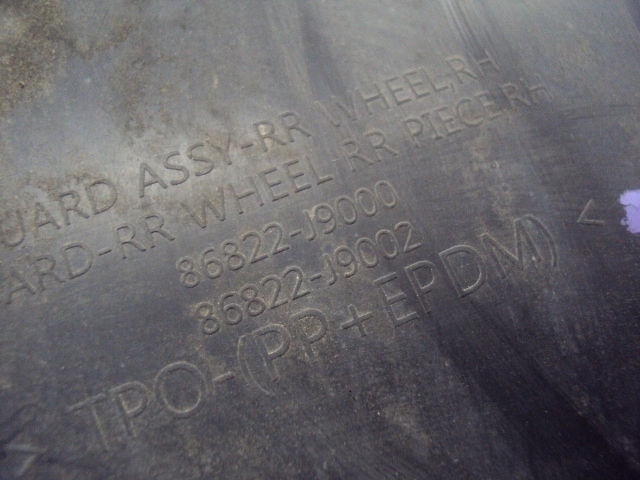 UARD ASSY-RR WHEEL,RH
ARD-RR WHEEL RR PIECE,RH
86822-J9000
86822-J9002
TPO-(PP+EPDM) <